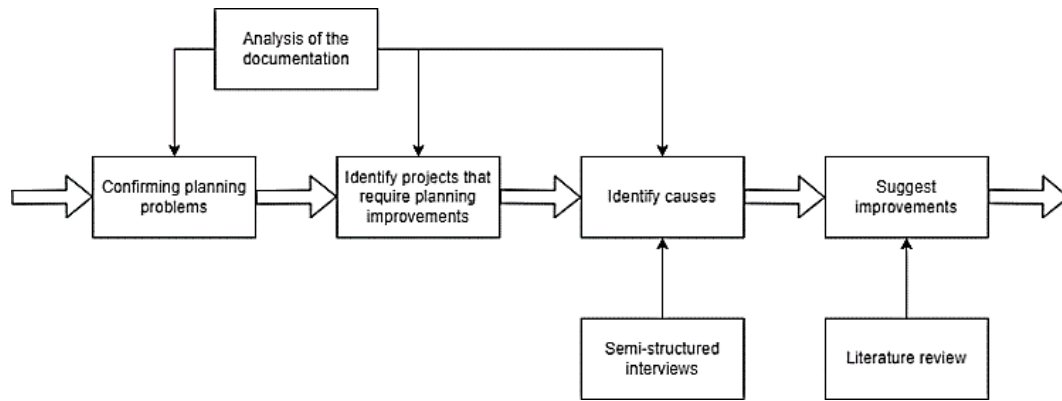 Analysis of the
documentation
Confirming planning
problems
Identify projects that
require planning
improvements
Identify causes
Suggest
improvements
Semi-structured
interviews
Literature review